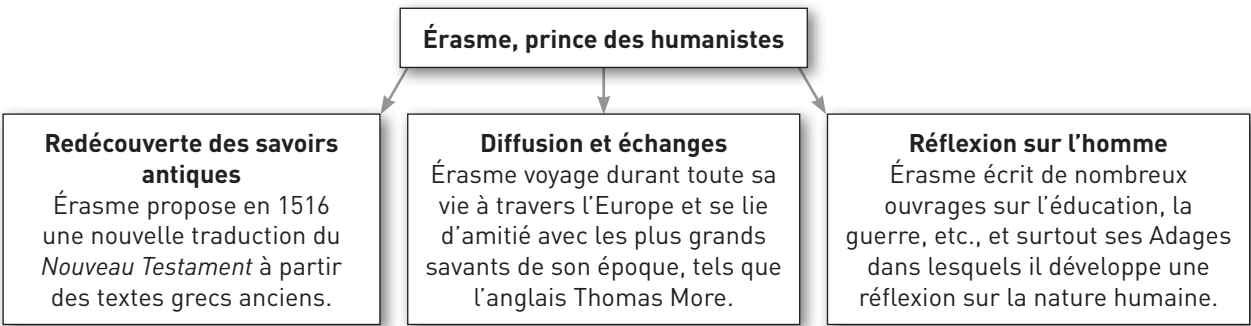 Érasme, prince des humanistes
Redécouverte des savoirs
antiques
Érasme propose en 1516
une nouvelle traduction du
Nouveau Testament à partir
des textes grecs anciens.
Diffusion et échanges
Érasme voyage durant toute sa
vie à travers l’Europe et se lie
d’amitié avec les plus grands
savants de son époque, tels que
l’anglais Thomas More.
Réflexion sur l’homme
Érasme écrit de nombreux
ouvrages sur l’éducation, la
guerre, etc., et surtout ses Adages
dans lesquels il développe une
réflexion sur la nature humaine.